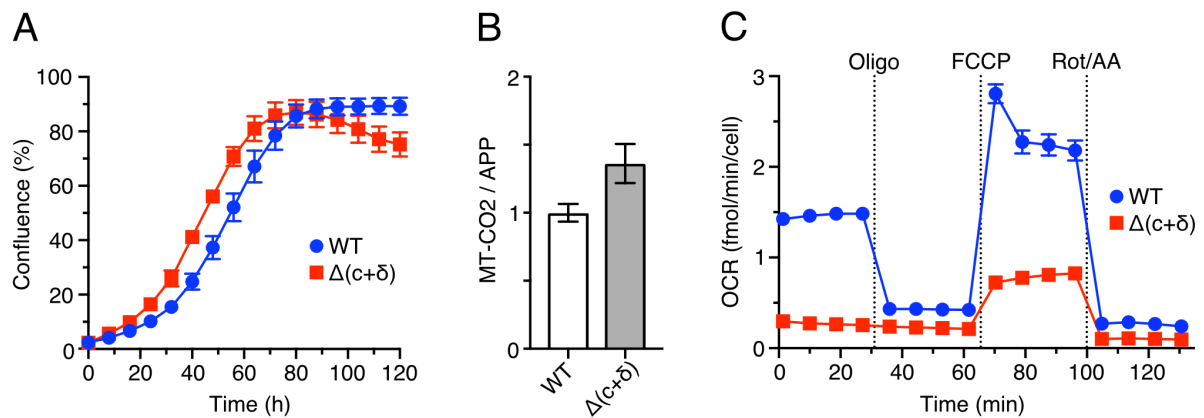 A
Confluence (%)
100
80
60
40
20
0
0 20 40 60 80 100 120
Time (h)
WT
Δ(c+δ)
B
MT-CO2 / APP
2
1
0
WT
Δ(c+δ)
C
Oligo FCCP Rot/AA
OCR (fmol/min/cell)
3
2
1
0
0 20 40 60 80 100 120
Time (min)
WT
Δ(c+δ)